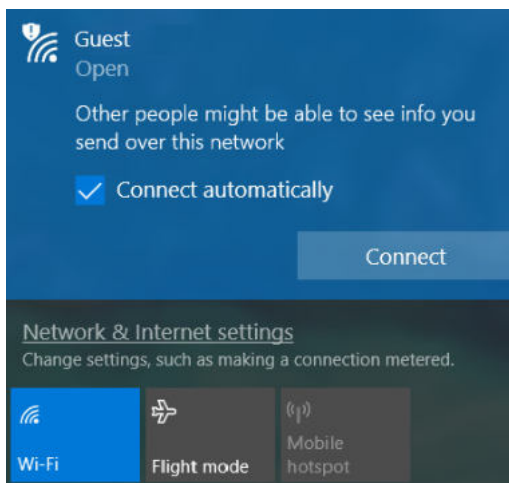 Guest
Open
Other people might be able to see info you
send over this network
Connect automatically
Connect
Network & Internet settings
Change settings, such as making a connection metered.
Wi-Fi
Flight mode
Mobile
hotspot